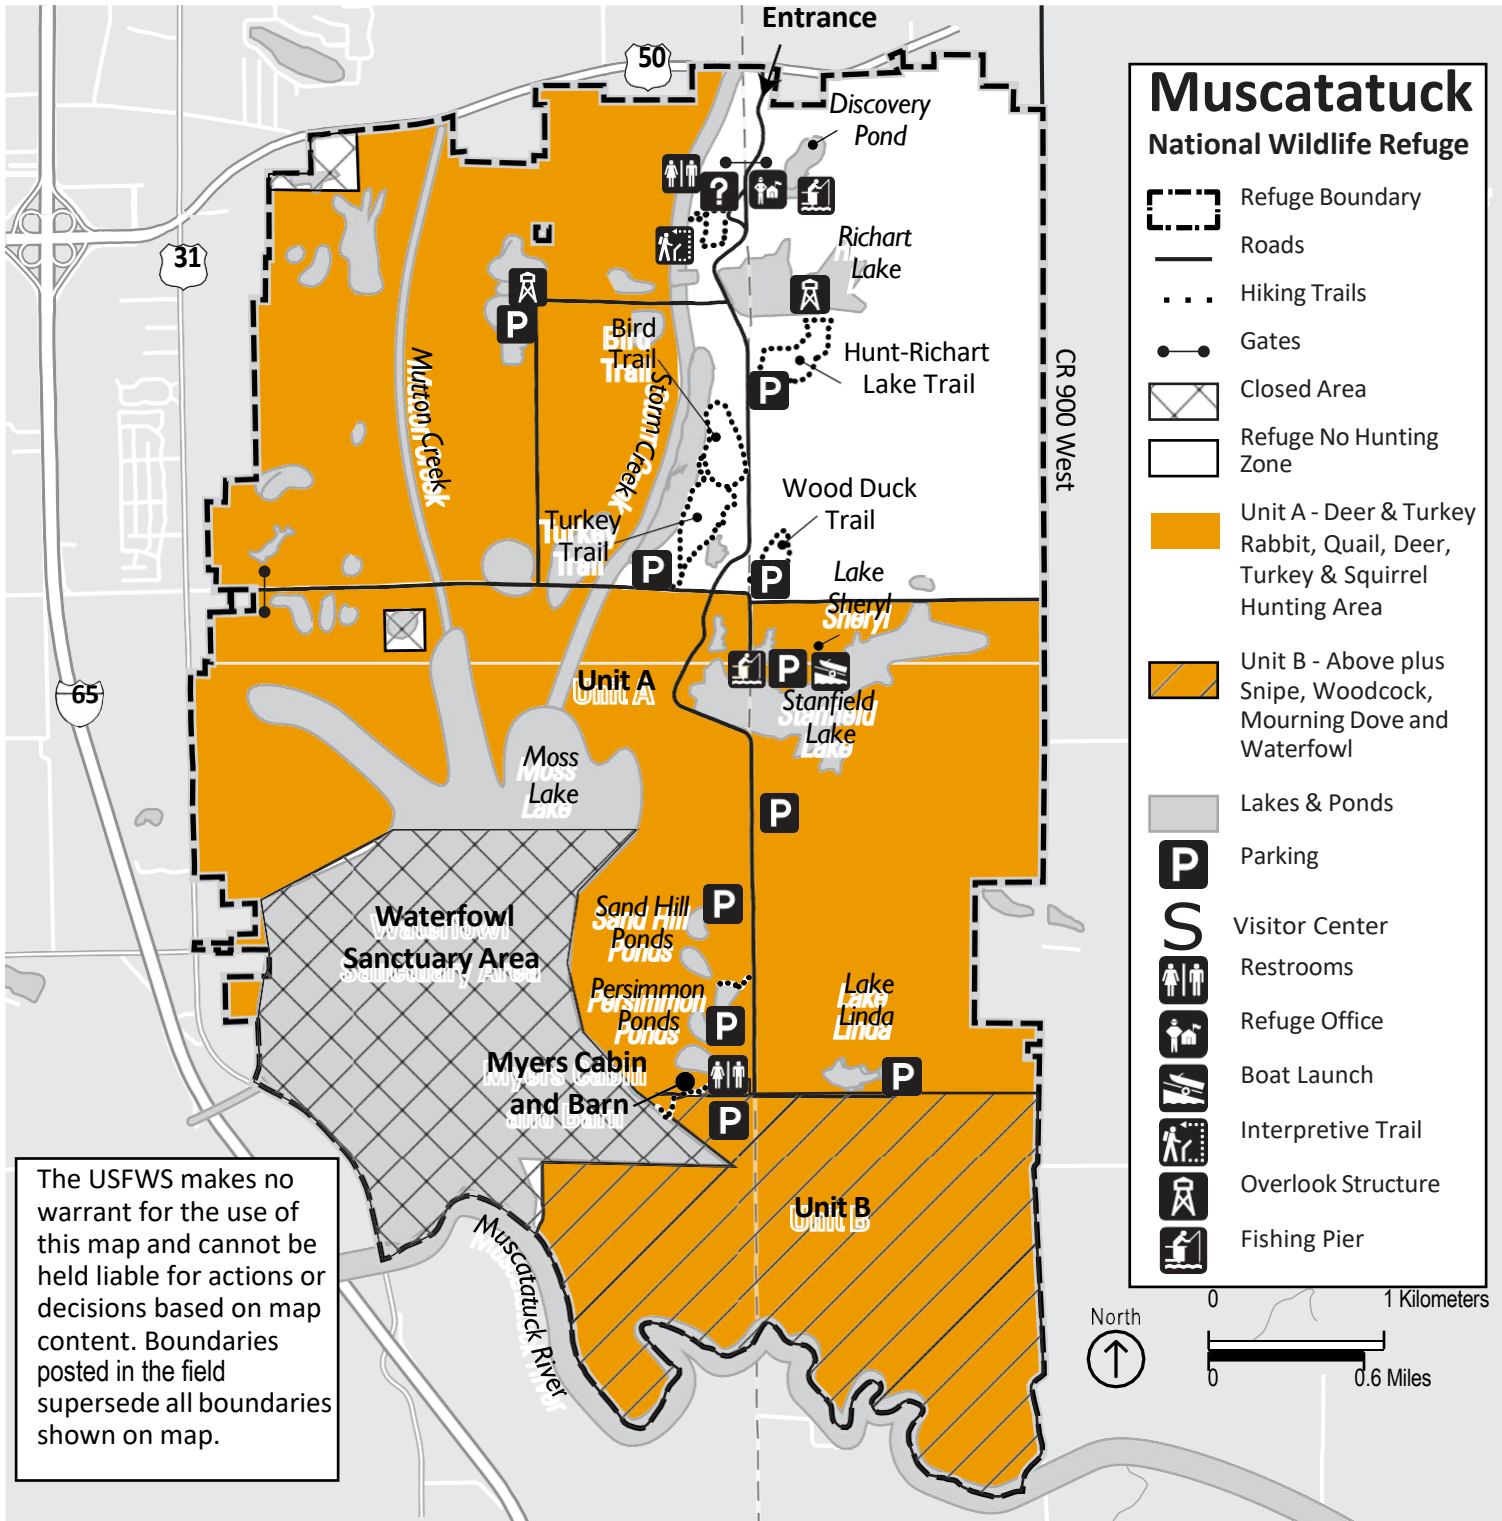 Entrance
50
Discovery
Pond
?
31
Richart
Lake
Bird
Trail
Hunt-Richart
Lake Trail
P
P
Mutton Creek
Storm Creek
CR 900 West
Wood Duck
Trail
Turkey
Trail
P
P
Lake
Sheryl
Unit A
P
65
Stanfield
Lake
Moss
Lake
P
Waterfowl
Sanctuary Area
Sand Hill
Ponds
P
Persimmon
Ponds
P
Lake
Linda
Myers Cabin
and Barn
P
P
Unit B
Muscatatuck River
Muscatatuck
National Wildlife Refuge
Refuge Boundary
Roads
Hiking Trails
Gates
Closed Area
Refuge No Hunting
Zone
Unit A - Deer & Turkey
Rabbit, Quail, Deer,
Turkey & Squirrel
Hunting Area
Unit B - Above plus
Snipe, Woodcock,
Mourning Dove and
Waterfowl
Lakes & Ponds
P Parking
S Visitor Center
Restrooms
Refuge Office
Boat Launch
Interpretive Trail
Overlook Structure
Fishing Pier
North
0 1 Kilometers
0 0.6 Miles
The USFWS makes no
warrant for the use of
this map and cannot be
held liable for actions or
decisions based on map
content. Boundaries
posted in the field
supersede all boundaries
shown on map.